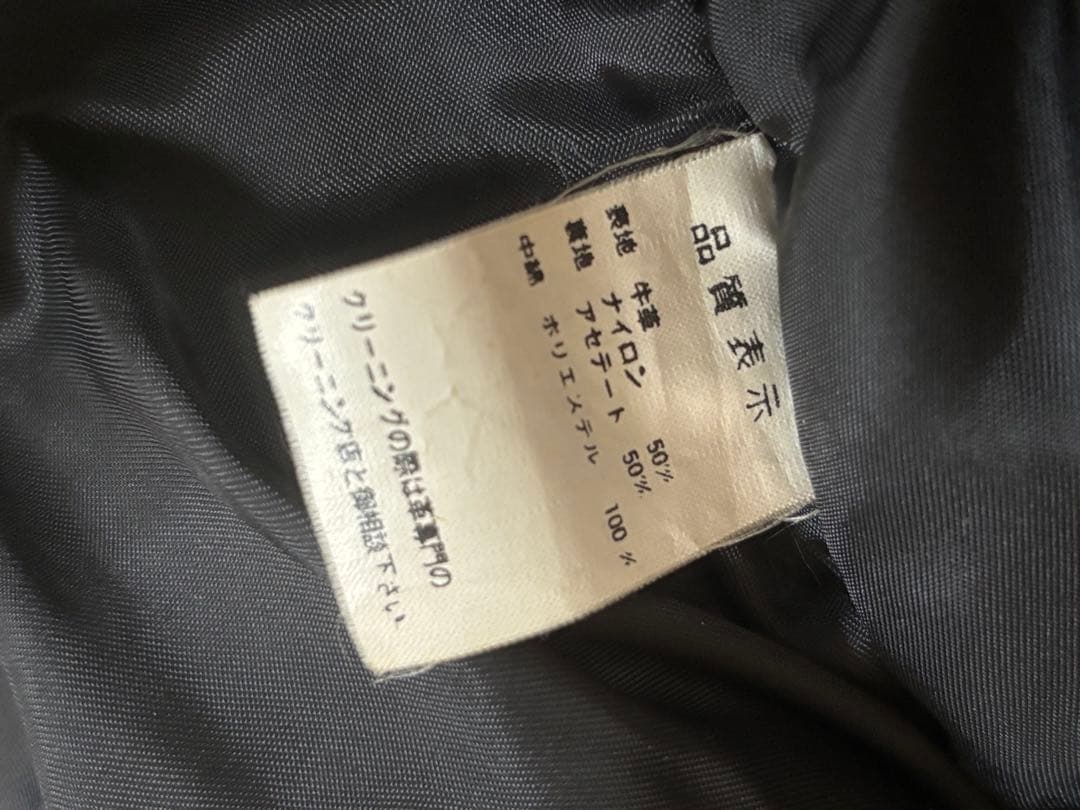 品質表示
表地 牛革
裏地 ナイロン 50%
アセテート 50%
中綿 ポリエステル 100%
クリーニングの際は革専門の
クリーニング店と御相談下さい